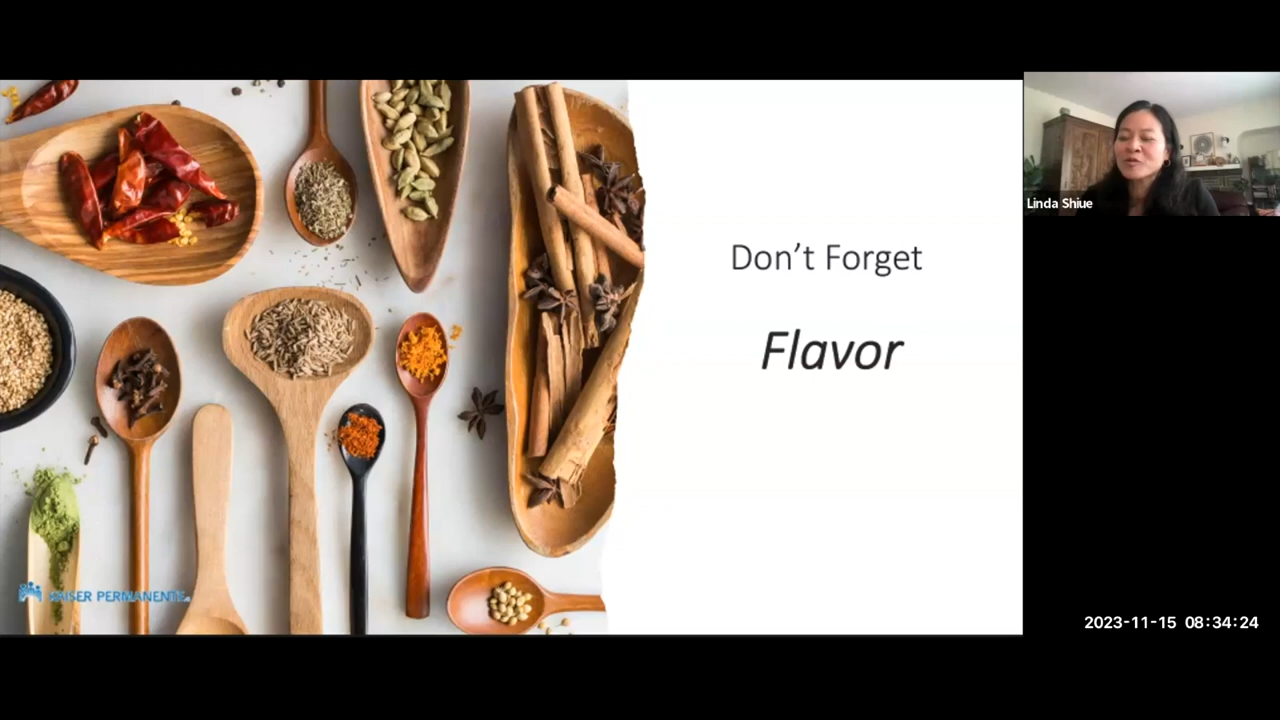 Don’t Forget
Flavor
Linda Shiue
KAISER PERMANENTE®
2023-11-15 08:34:24